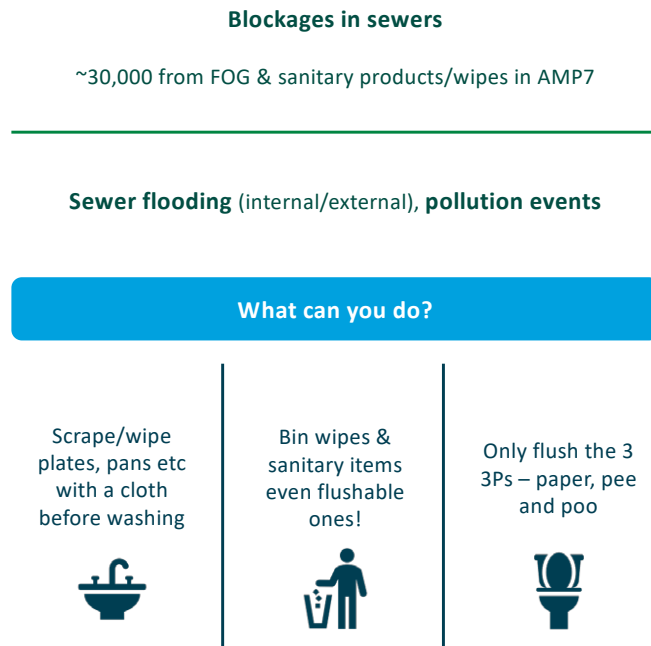 Blockages in sewers
~30,000 from FOG & sanitary products/wipes in AMP7
Sewer flooding (internal/external), pollution events
What can you do?
Scrape/wipe
plates, pans etc
with a cloth
before washing
Bin wipes &
sanitary items
even flushable
ones!
Only flush the 3
3Ps – paper, pee
and poo